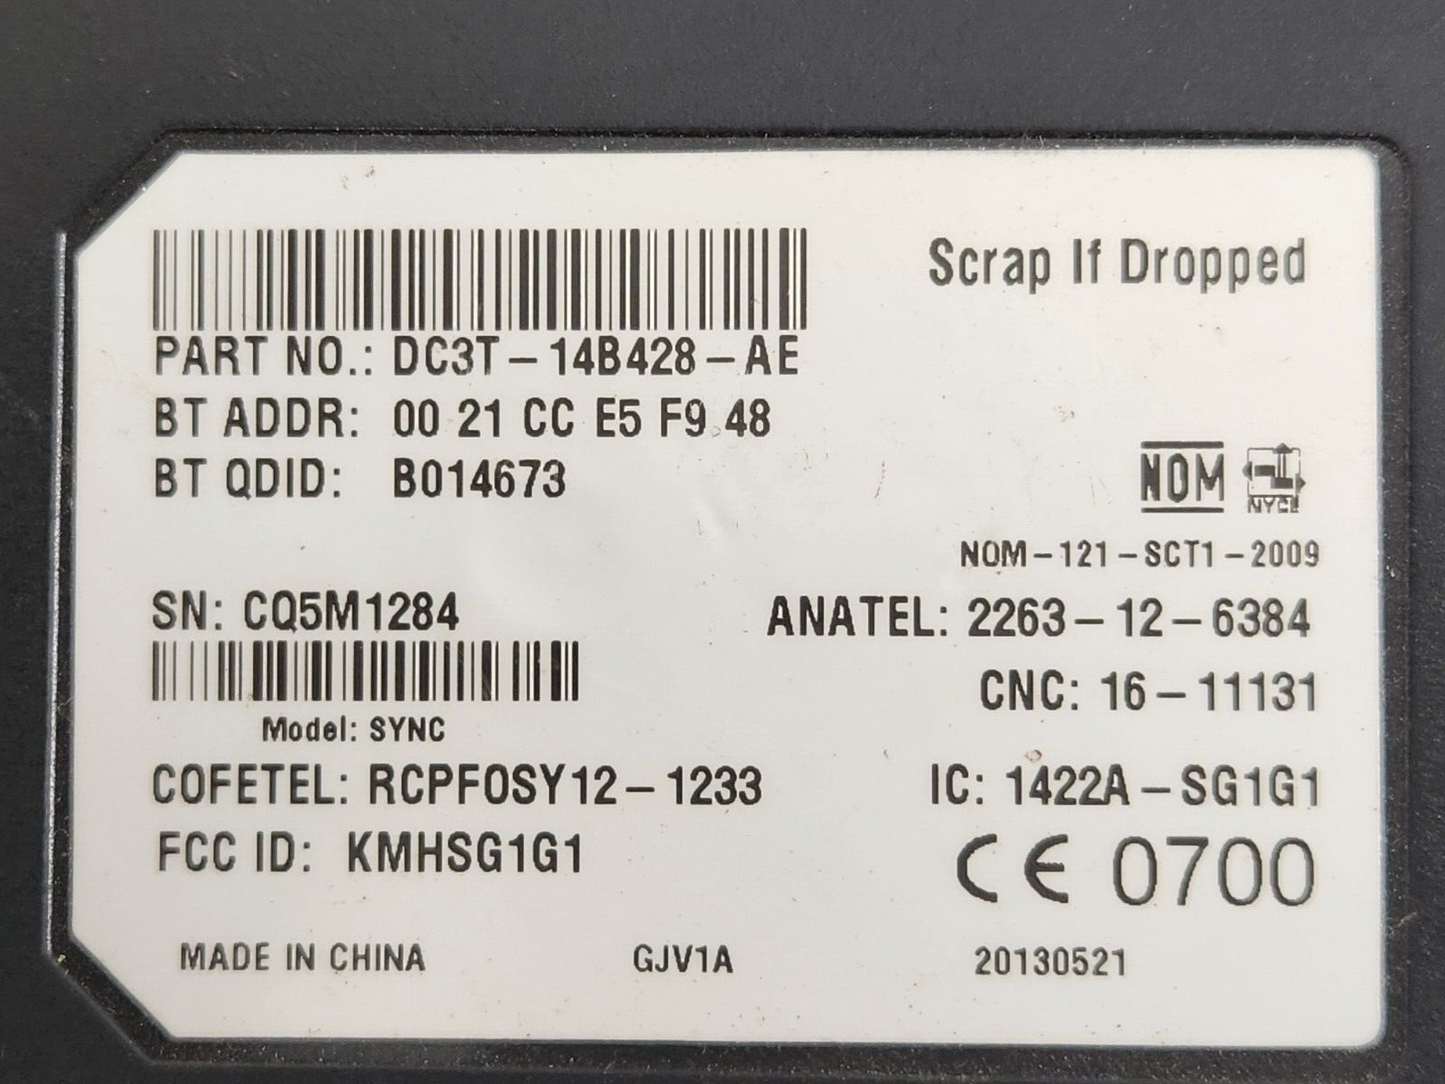 Scrap If Dropped
PART NO.: DC3T-14B428-AE
BT ADDR: 00 21 CC E5 F9 48
BT QDID: B014673
NOM NYCE
NOM-121-SCT1-2009
SN: CQ5M1284
ANATEL: 2263-12-6384
CNC: 16-11131
Model: SYNC
COFETEL: RCPFOSY12-1233
IC: 1422A-SG1G1
FCC ID: KMHSG1G1
CE 0700
MADE IN CHINA
GJV1A
20130521